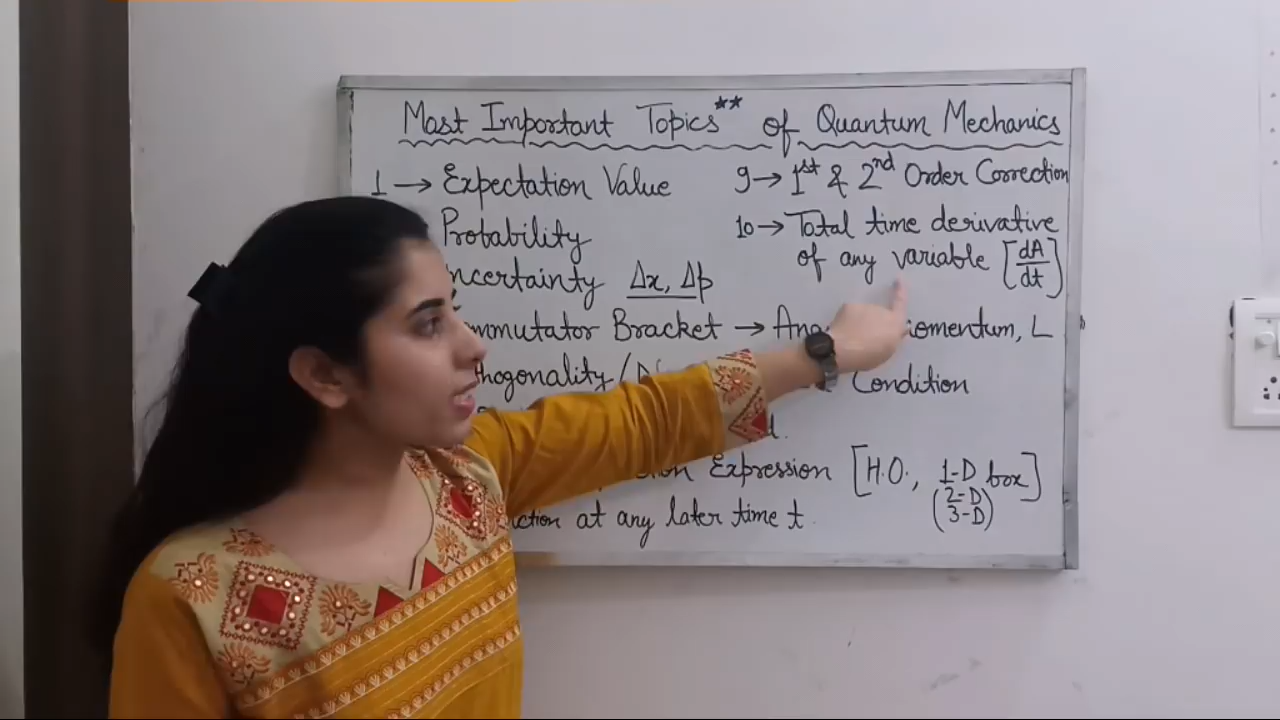 Most Important Topics** of Quantum Mechanics
1 → Expectation Value
Probability
ncertainty Δx, Δp
mmutator Bracket → Ang omentum, L
thogonality/ Condition
Expression [H.O., 1-D box]
(2-D
3-D)
ction at any later time t.
9 → 1st & 2nd Order Correction
10 → Total time derivative
of any variable [dA/dt]